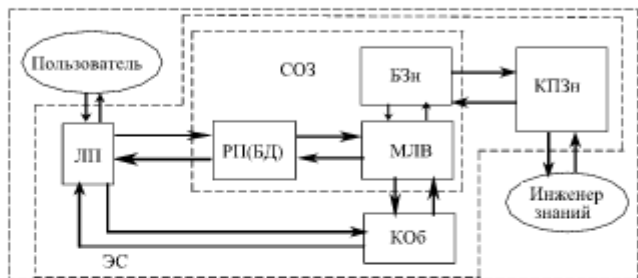 Пользователь
СОЗ
БЗн
КПЗн
ЛП
РП(БД)
МЛВ
Инженер
знаний
КОб
ЭС